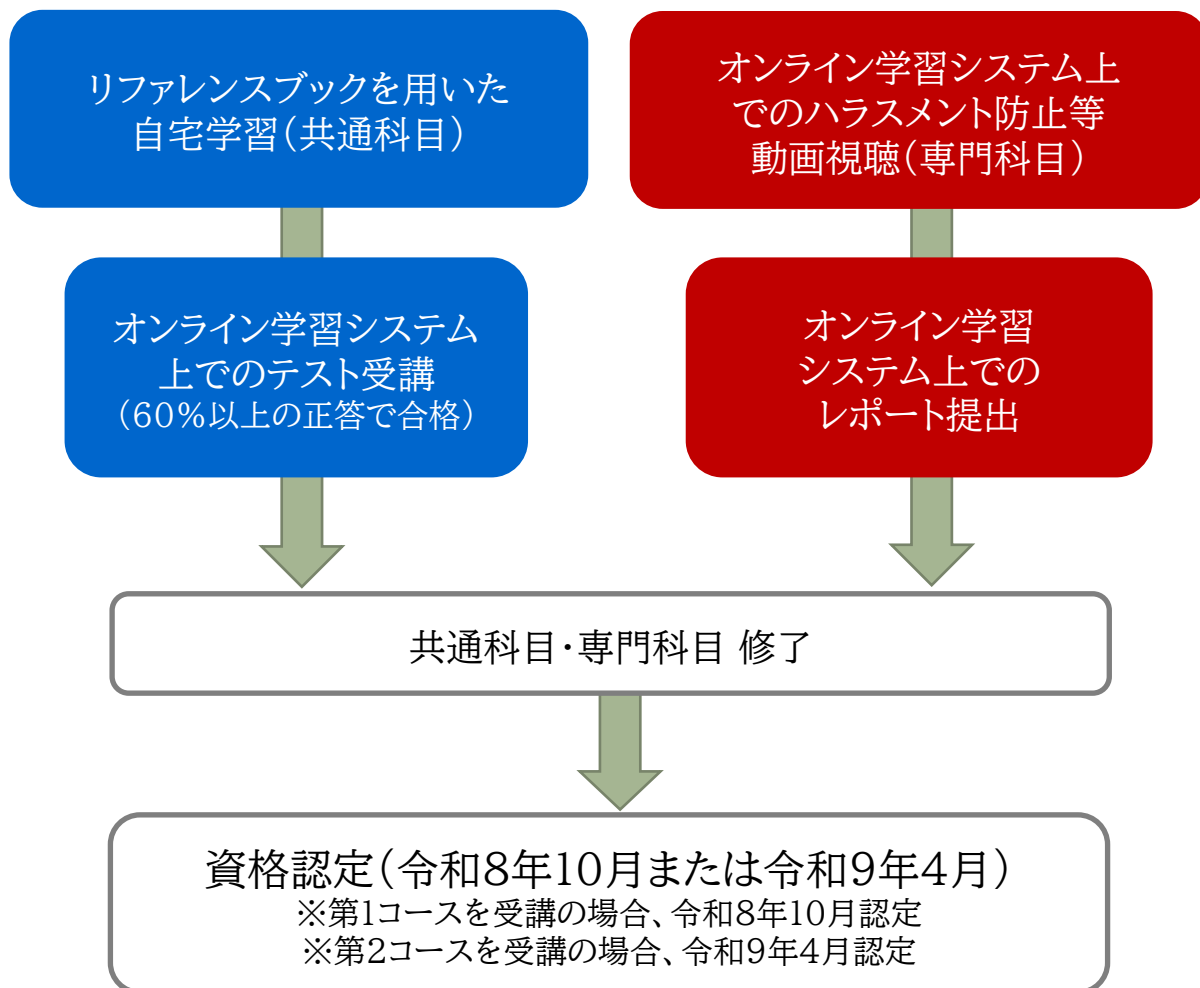 リファレンスブックを用いた
自宅学習(共通科目)
オンライン学習システム上
でのハラスメント防止等
動画視聴(専門科目)
オンライン学習システム
上でのテスト受講
(60%以上の正答で合格)
オンライン学習
システム上での
レポート提出
共通科目・専門科目 修了
資格認定(令和8年10月または令和9年4月)
※第1コースを受講の場合、令和8年10月認定
※第2コースを受講の場合、令和9年4月認定